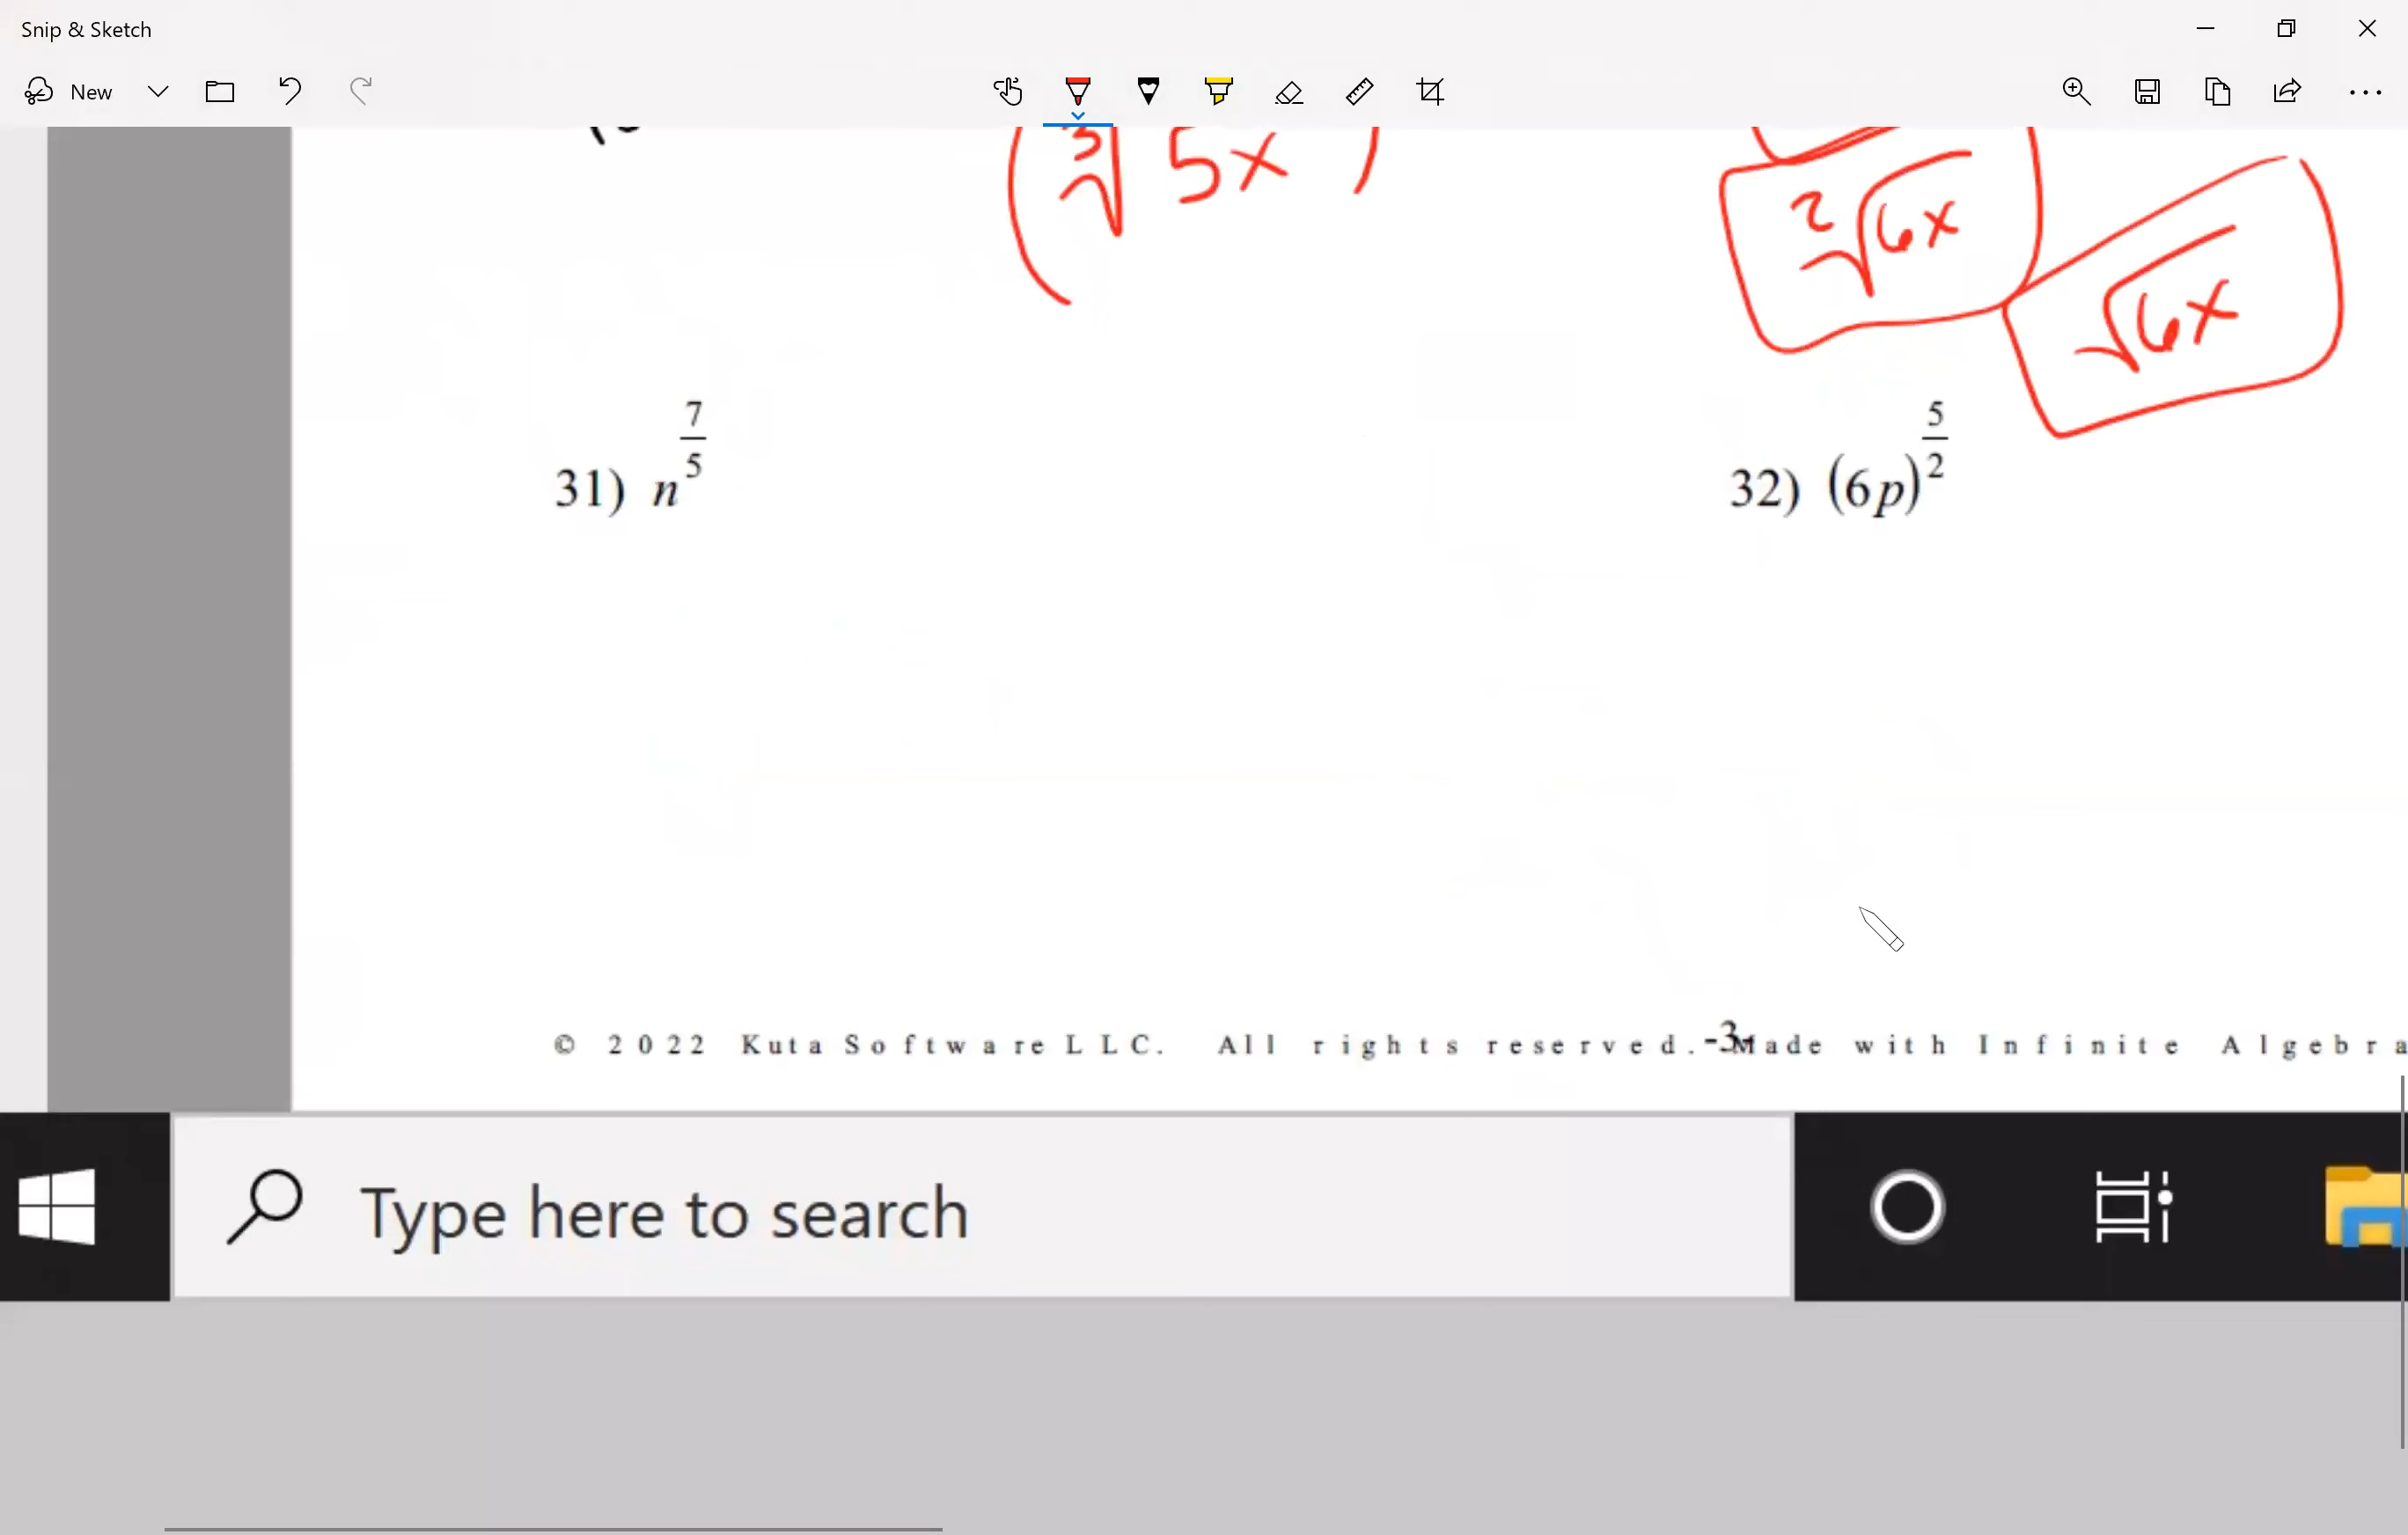 Snip & Sketch
New
(∛5x)
²√6x
√6x
31) n^(7/5)
32) (6p)^(5/2)
© 2022 Kuta Software LLC. All rights reserved. -3- Made with Infinite Algebra
Type here to search